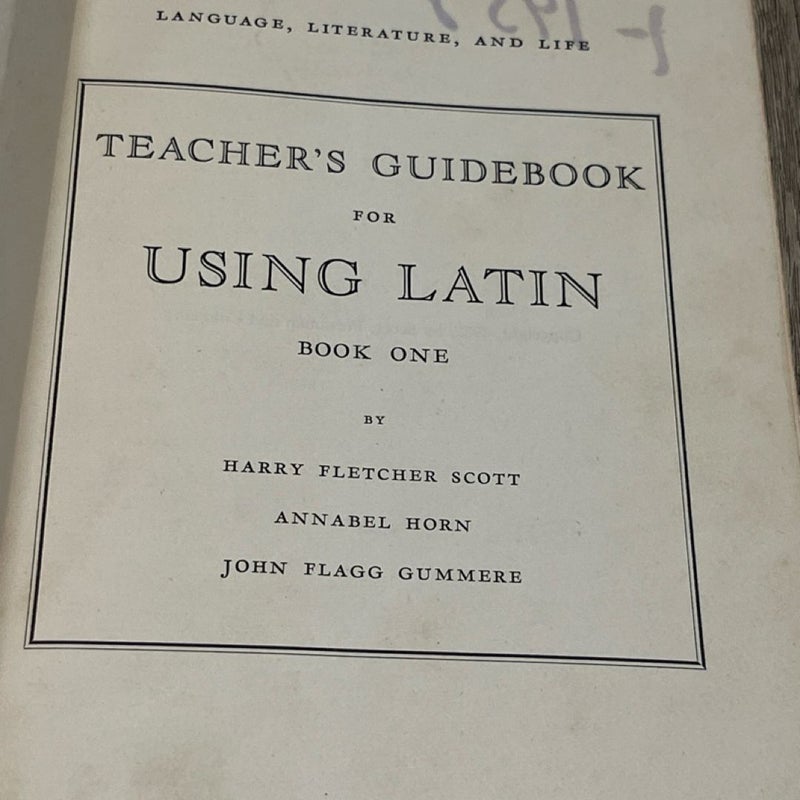 LANGUAGE, LITERATURE, AND LIFE
TEACHER'S GUIDEBOOK
FOR
USING LATIN
BOOK ONE
BY
HARRY FLETCHER SCOTT
ANNABEL HORN
JOHN FLAGG GUMMERE